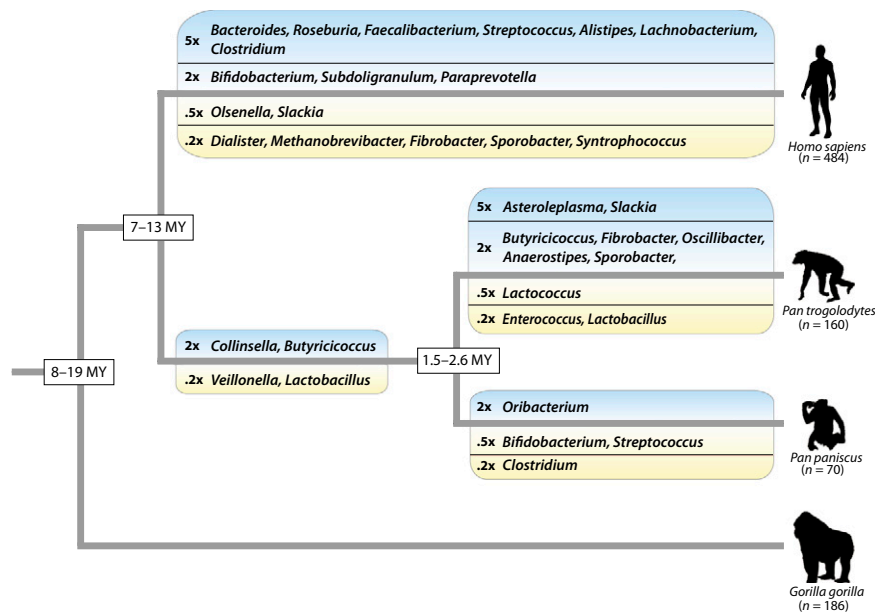 5x Bacteroides, Roseburia, Faecalibacterium, Streptococcus, Alistipes, Lachnobacterium,
Clostridium
2x Bifidobacterium, Subdoligranulum, Paraprevotella
.5x Olsenella, Slackia
.2x Dialister, Methanobrevibacter, Fibrobacter, Sporobacter, Syntrophococcus
Homo sapiens
(n = 484)
7–13 MY
5x Asteroleplasma, Slackia
2x Butyricicoccus, Fibrobacter, Oscillibacter,
Anaerostipes, Sporobacter,
.5x Lactococcus
.2x Enterococcus, Lactobacillus
Pan trogolodytes
(n = 160)
2x Collinsella, Butyricicoccus
.2x Veillonella, Lactobacillus
1.5–2.6 MY
8–19 MY
2x Oribacterium
.5x Bifidobacterium, Streptococcus
.2x Clostridium
Pan paniscus
(n = 70)
Gorilla gorilla
(n = 186)